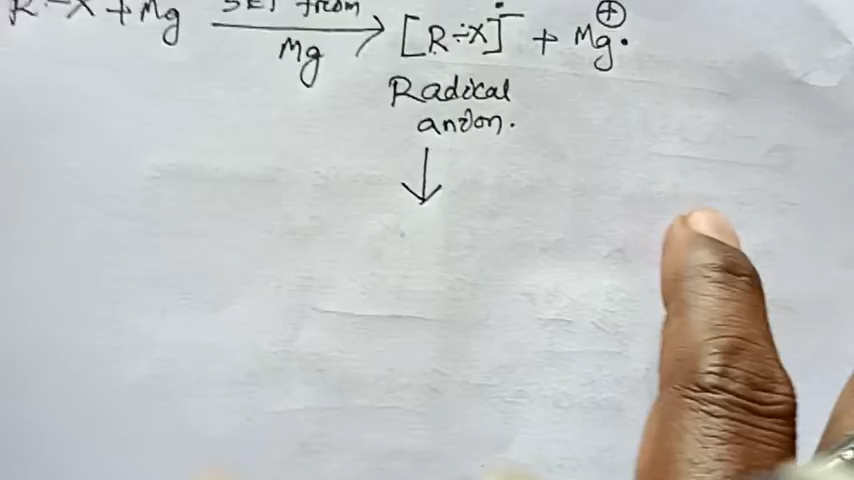 R-X + Mg SET from Mg [R÷X]•− + Mg•⊕
Radical
anion.